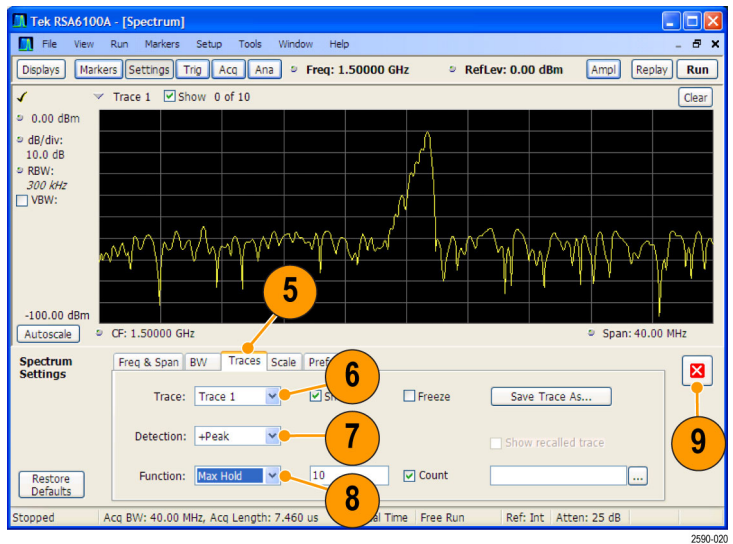 Tek RSA6100A - [Spectrum]
File View Run Markers Setup Tools Window Help
Displays Markers Settings Trig Acq Ana Freq: 1.50000 GHz RefLev: 0.00 dBm Ampl Replay Run
Trace 1 Show 0 of 10 Clear
0.00 dBm
dB/div:
10.0 dB
RBW:
300 kHz
VBW:
-100.00 dBm
5
Autoscale CF: 1.50000 GHz Span: 40.00 MHz
Spectrum
Settings
Freq & Span BW Traces Scale
6
Trace: Trace 1 Freeze Save Trace As...
Detection: +Peak 7 Show recalled trace 9
Function: Max Hold 10 Count ...
8
Restore
Defaults
Stopped Acq BW: 40.00 MHz, Acq Length: 7.460 us Time Free Run Ref: Int Atten: 25 dB
2590-020